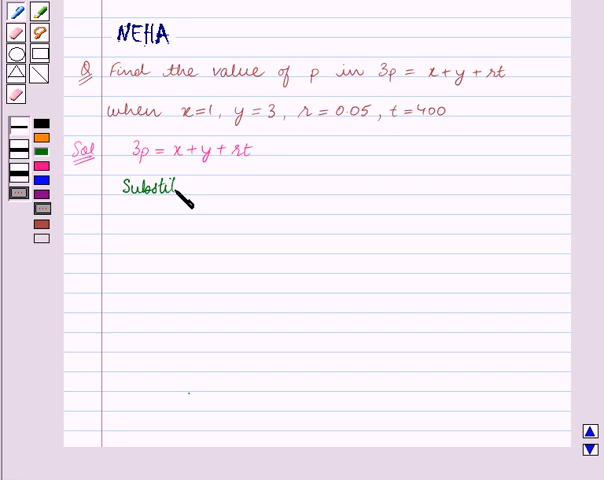 NEHA
Q Find the value of p in 3p = x+y+rt
when x=1, y=3, r=0.05, t=400
Sol 3p = x+y+rt
Substit